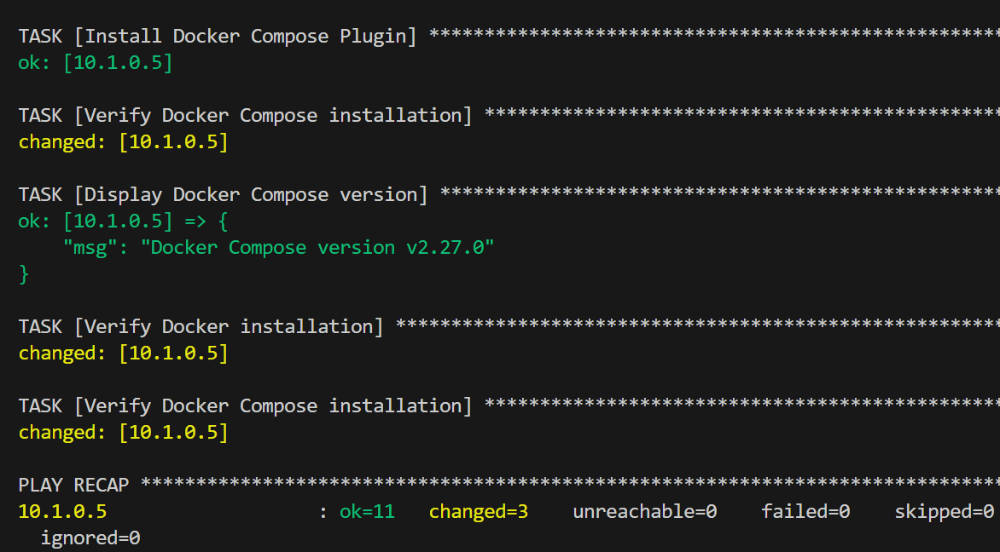 TASK [Install Docker Compose Plugin] ***************************************************
ok: [10.1.0.5]
TASK [Verify Docker Compose installation] **********************************************
changed: [10.1.0.5]
TASK [Display Docker Compose version] **************************************************
ok: [10.1.0.5] => {
    "msg": "Docker Compose version v2.27.0"
}
TASK [Verify Docker installation] ******************************************************
changed: [10.1.0.5]
TASK [Verify Docker Compose installation] **********************************************
changed: [10.1.0.5]
PLAY RECAP *****************************************************************************
10.1.0.5                   : ok=11   changed=3    unreachable=0    failed=0    skipped=0
  ignored=0